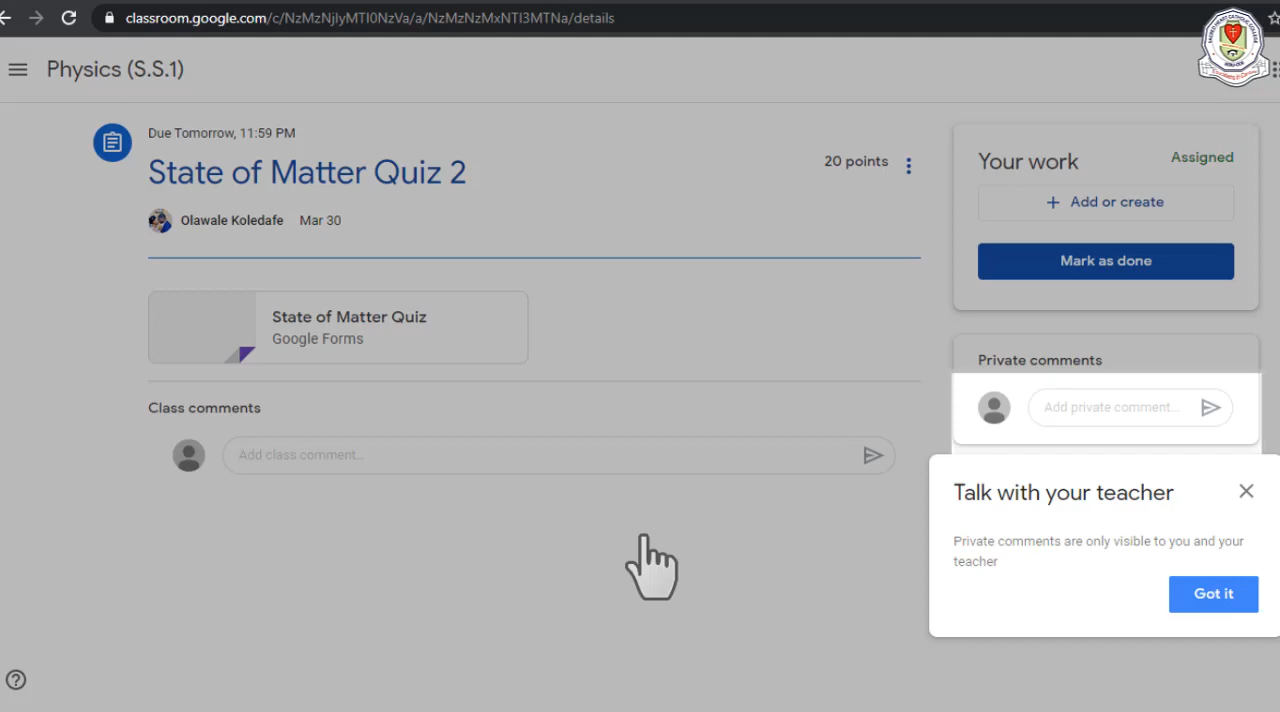 classroom.google.com/c/NzMzNjIyMTI0NzVa/a/NzMzNzMxNTI3MTNa/details
Physics (S.S.1)
Due Tomorrow, 11:59 PM
State of Matter Quiz 2
20 points
Olawale Koledafe Mar 30
State of Matter Quiz
Google Forms
Class comments
Add class comment...
Your work
Assigned
+ Add or create
Mark as done
Private comments
Add private comment...
Talk with your teacher
Private comments are only visible to you and your
teacher
Got it